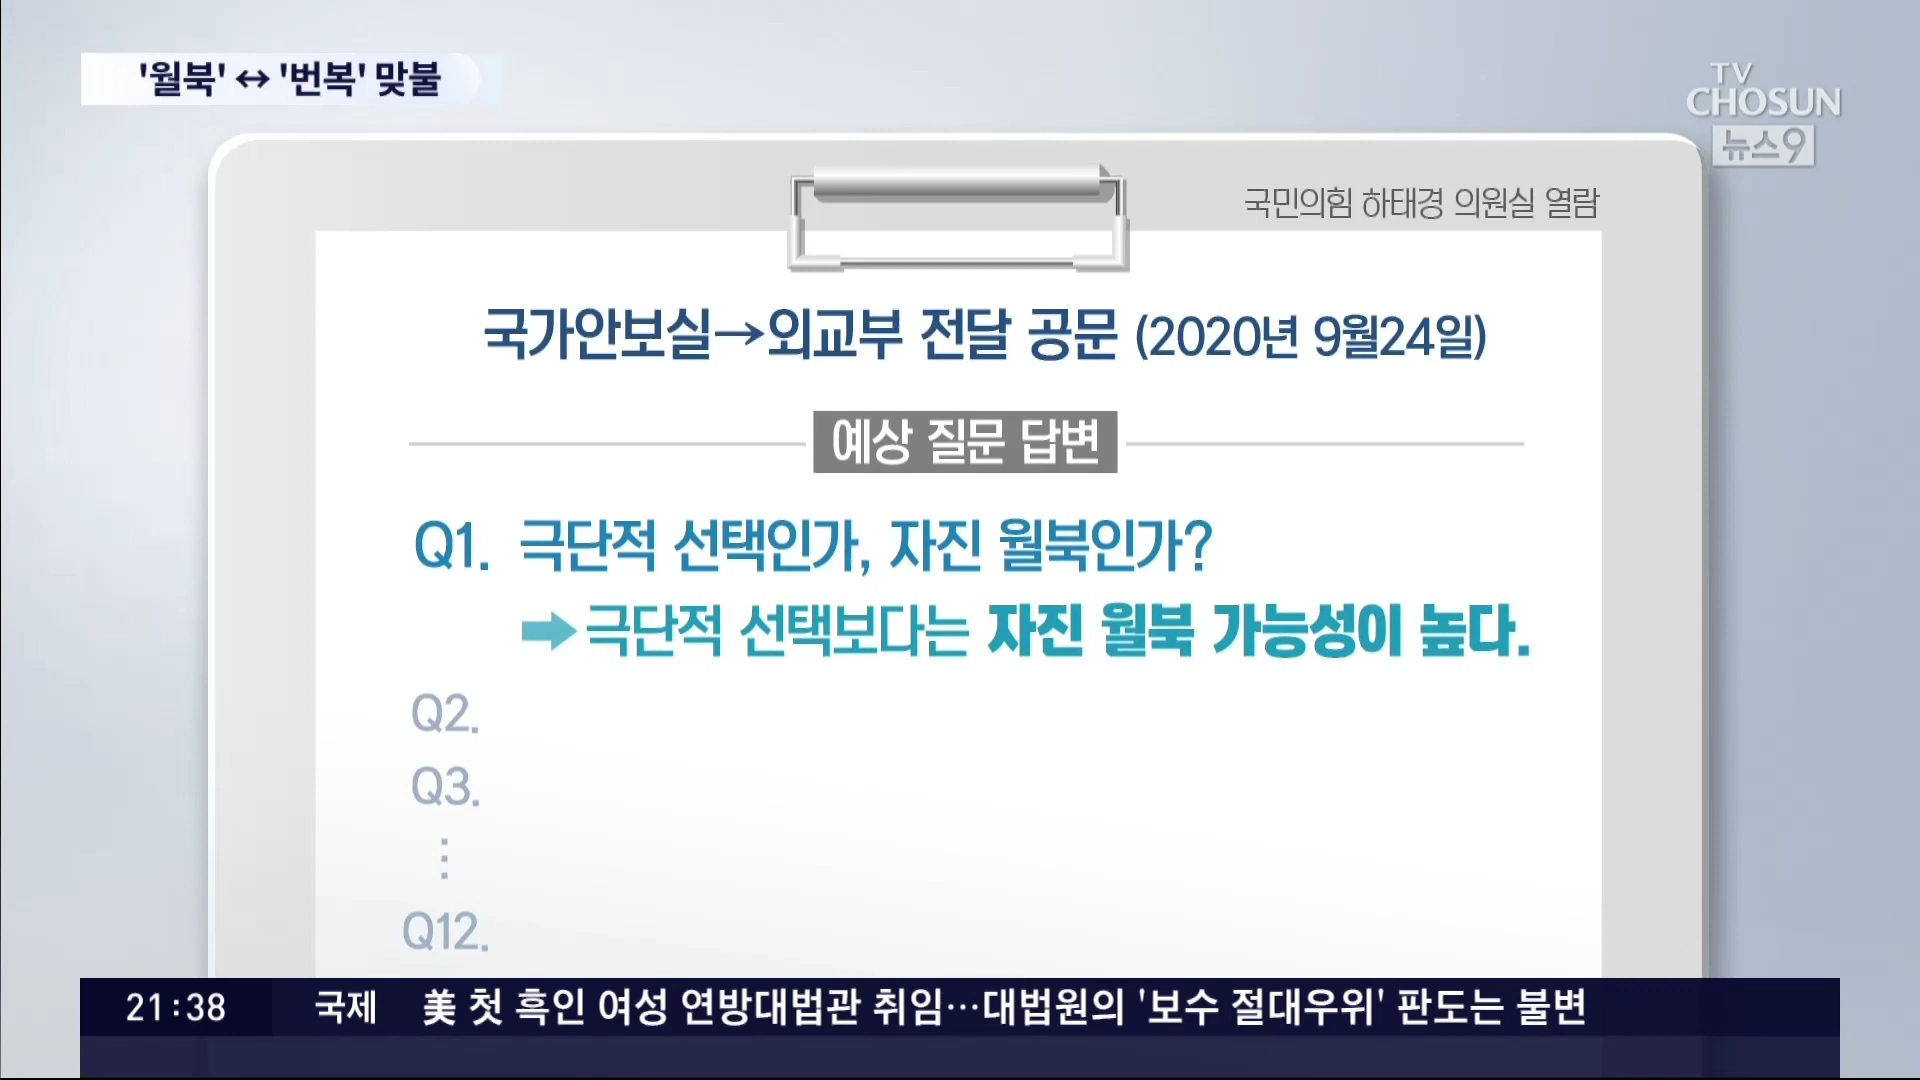 '월북' ↔ '번복' 맞불
TV
CHOSUN
뉴스9
국민의힘 하태경 의원실 열람
국가안보실→외교부 전달 공문 (2020년 9월24일)
예상 질문 답변
Q1. 극단적 선택인가, 자진 월북인가?
➡극단적 선택보다는 자진 월북 가능성이 높다.
Q2.
Q3.
⋮
Q12.
21:38 국제 美 첫 흑인 여성 연방대법관 취임…대법원의 '보수 절대우위' 판도는 불변